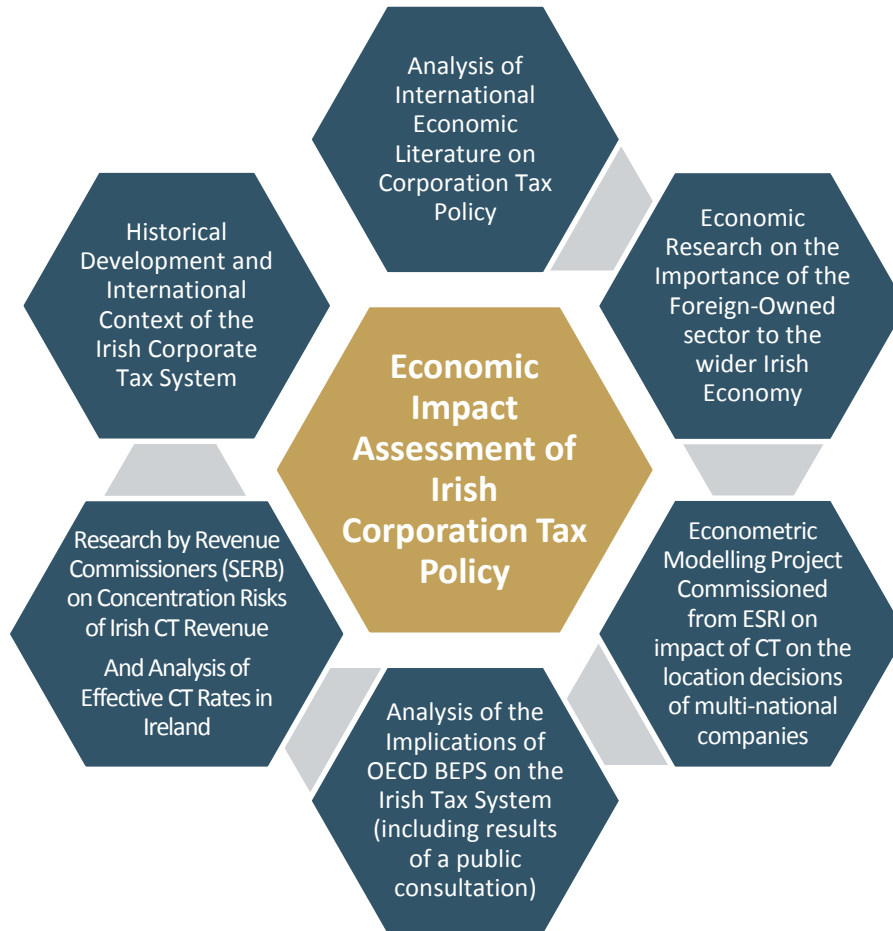 Analysis of
International
Economic
Literature on
Corporation Tax
Policy
Economic
Research on the
Importance of the
Foreign-Owned
sector to the
wider Irish
Economy
Econometric
Modelling Project
Commissioned
from ESRI on
impact of CT on the
location decisions
of multi-national
companies
Analysis of the
Implications of
OECD BEPS on the
Irish Tax System
(including results
of a public
consultation)
Research by Revenue
Commissioners (SERB)
on Concentration Risks
of Irish CT Revenue
And Analysis of
Effective CT Rates in
Ireland
Historical
Development and
International
Context of the
Irish Corporate
Tax System
Economic
Impact
Assessment of
Irish
Corporation Tax
Policy